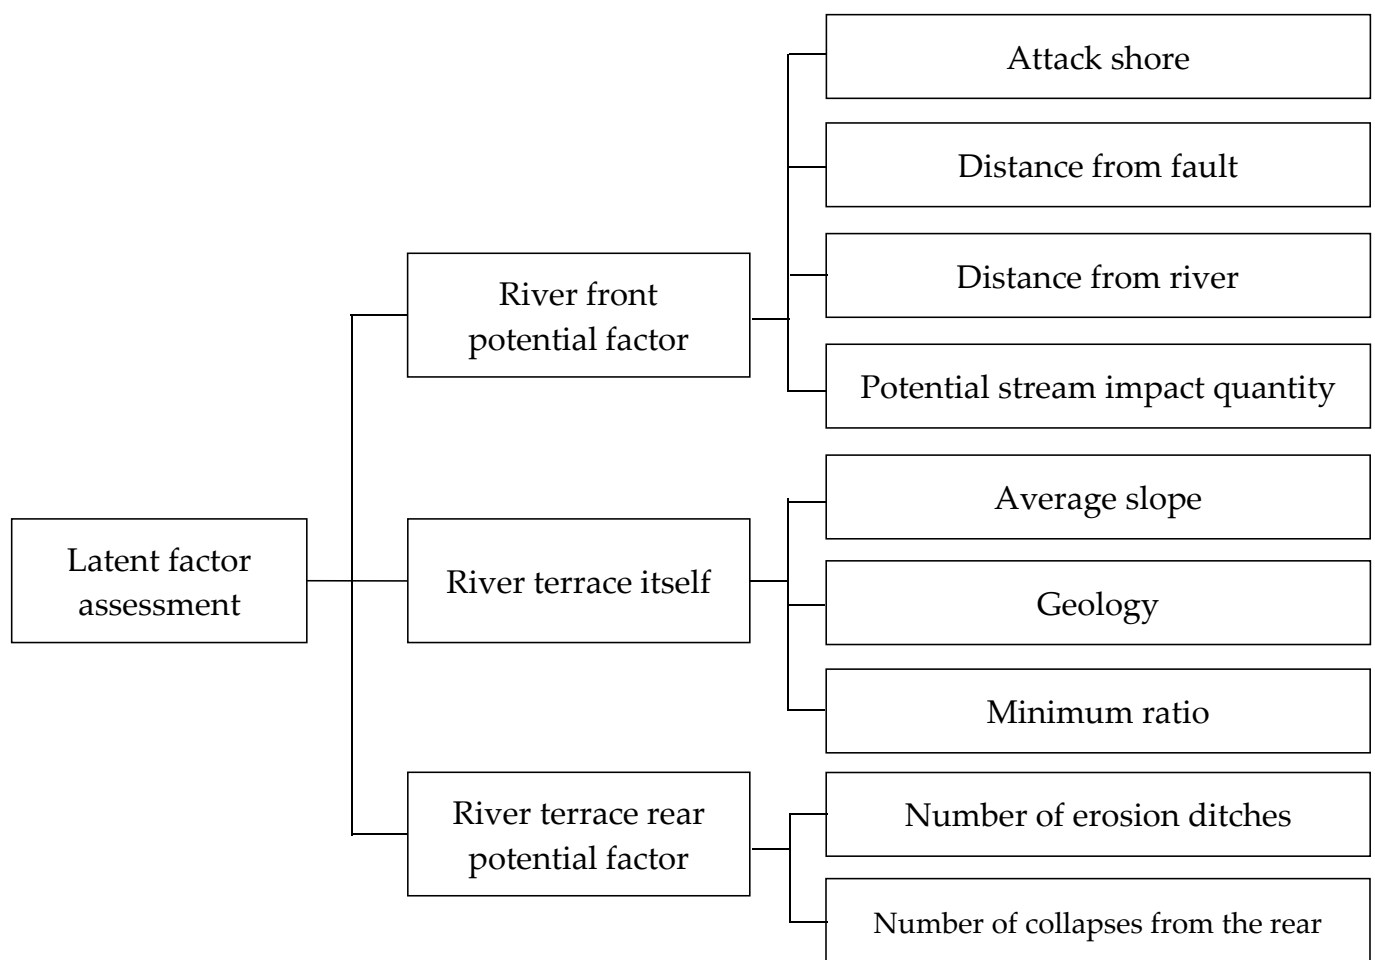 Latent factor
assessment
River front
potential factor
Attack shore
Distance from fault
Distance from river
Potential stream impact quantity
River terrace itself
Average slope
Geology
Minimum ratio
River terrace rear
potential factor
Number of erosion ditches
Number of collapses from the rear